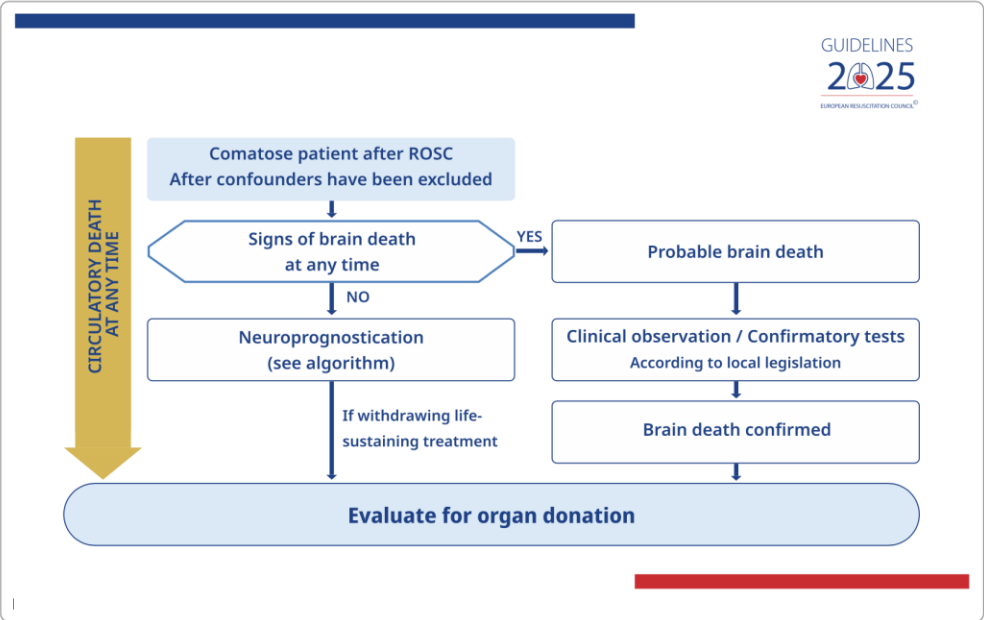 GUIDELINES
2025
EUROPEAN RESUSCITATION COUNCIL©
CIRCULATORY DEATH
AT ANY TIME
Comatose patient after ROSC
After confounders have been excluded
Signs of brain death
at any time
YES
Probable brain death
NO
Neuroprognostication
(see algorithm)
Clinical observation / Confirmatory tests
According to local legislation
If withdrawing life-
sustaining treatment
Brain death confirmed
Evaluate for organ donation